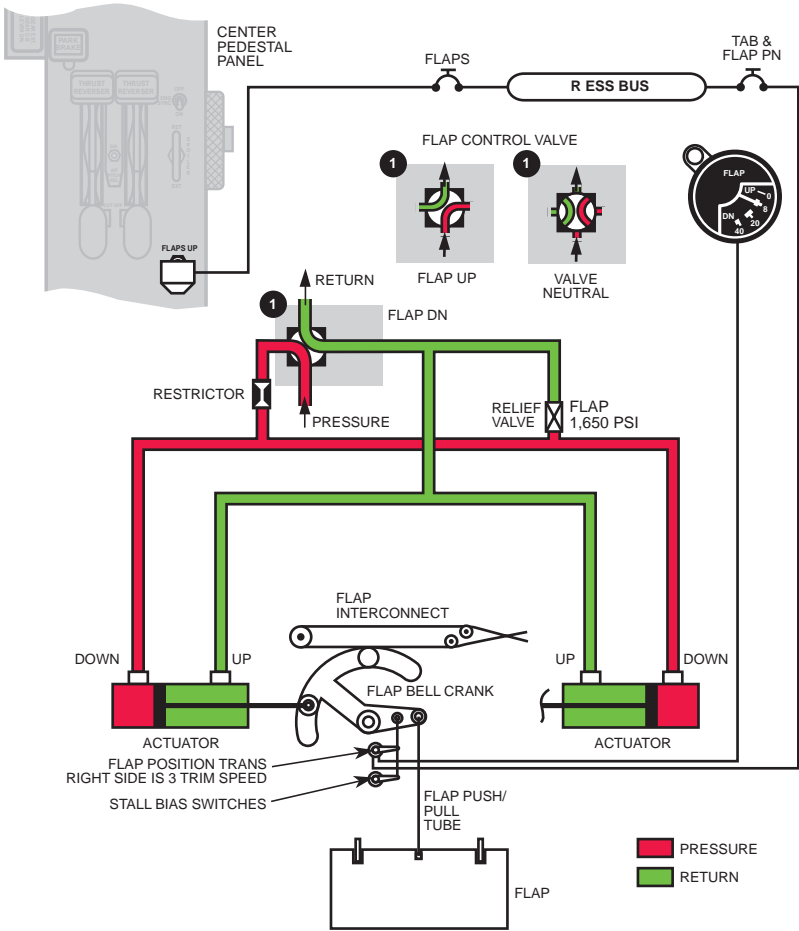 CENTER
PEDESTAL
PANEL
PARK
BRAKE
THRUST
REVERSER
THRUST
REVERSER
FLAPS UP
FLAPS
R ESS BUS
TAB &
FLAP PN
FLAP CONTROL VALVE
1
FLAP UP
1
VALVE
NEUTRAL
FLAP
UP
0
8
20
40
DN
1
RETURN
FLAP DN
RESTRICTOR
PRESSURE
RELIEF
VALVE
FLAP
1,650 PSI
FLAP
INTERCONNECT
DOWN
UP
FLAP BELL CRANK
UP
DOWN
ACTUATOR
ACTUATOR
FLAP POSITION TRANS
RIGHT SIDE IS 3 TRIM SPEED
STALL BIAS SWITCHES
FLAP PUSH/
PULL
TUBE
FLAP
PRESSURE
RETURN